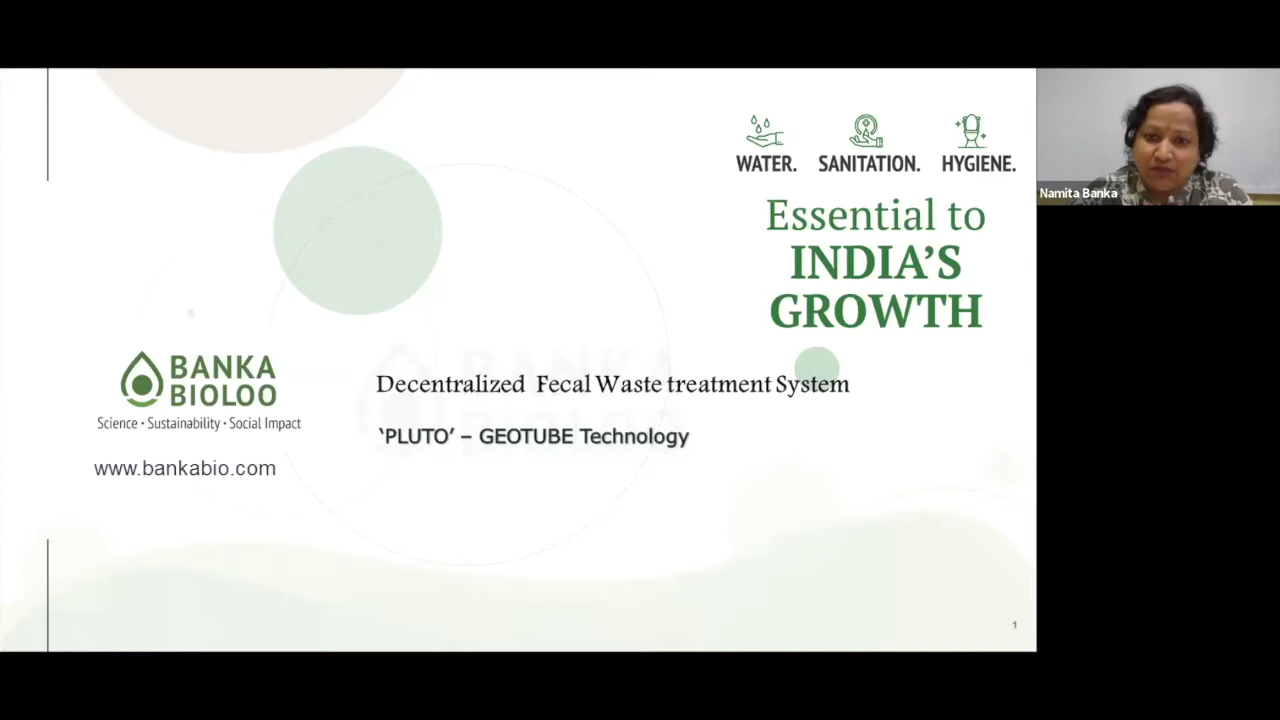 WATER. SANITATION. HYGIENE.
Essential to
INDIA'S
GROWTH
BANKA
BIOLOO
Science • Sustainability • Social Impact
www.bankabio.com
Decentralized Fecal Waste treatment System
‘PLUTO’ – GEOTUBE Technology
1
Namita Banka